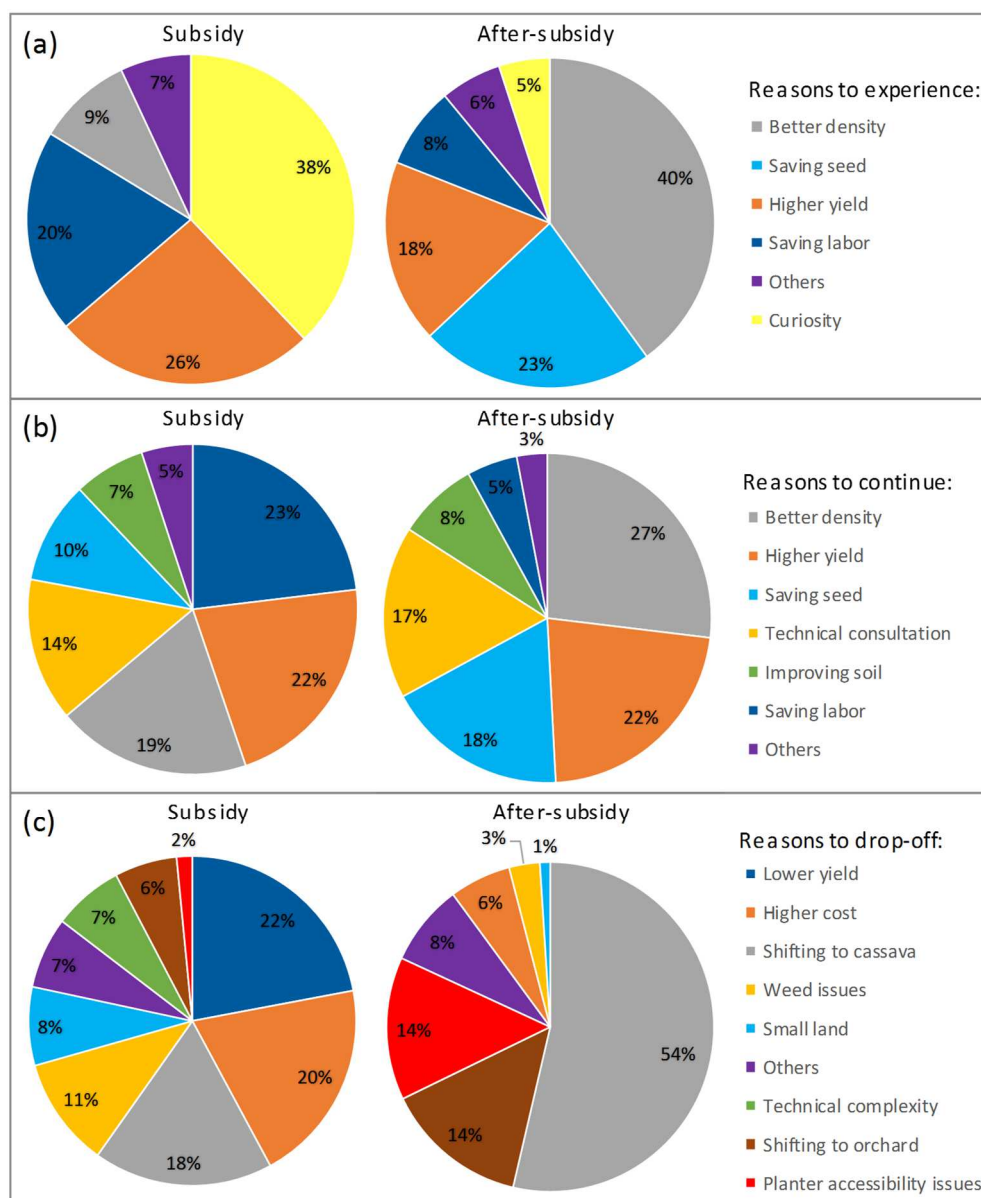 (a)
Subsidy
After-subsidy
7%
9%
38%
20%
26%
5%
6%
8%
40%
18%
23%
Reasons to experience:
Better density
Saving seed
Higher yield
Saving labor
Others
Curiosity
(b)
Subsidy
After-subsidy
5%
7%
23%
10%
14%
22%
19%
3%
5%
8%
27%
17%
22%
18%
Reasons to continue:
Better density
Higher yield
Saving seed
Technical consultation
Improving soil
Saving labor
Others
(c)
Subsidy
After-subsidy
2%
6%
7%
22%
7%
8%
20%
11%
18%
3%
1%
6%
8%
14%
54%
14%
Reasons to drop-off:
Lower yield
Higher cost
Shifting to cassava
Weed issues
Small land
Others
Technical complexity
Shifting to orchard
Planter accessibility issues